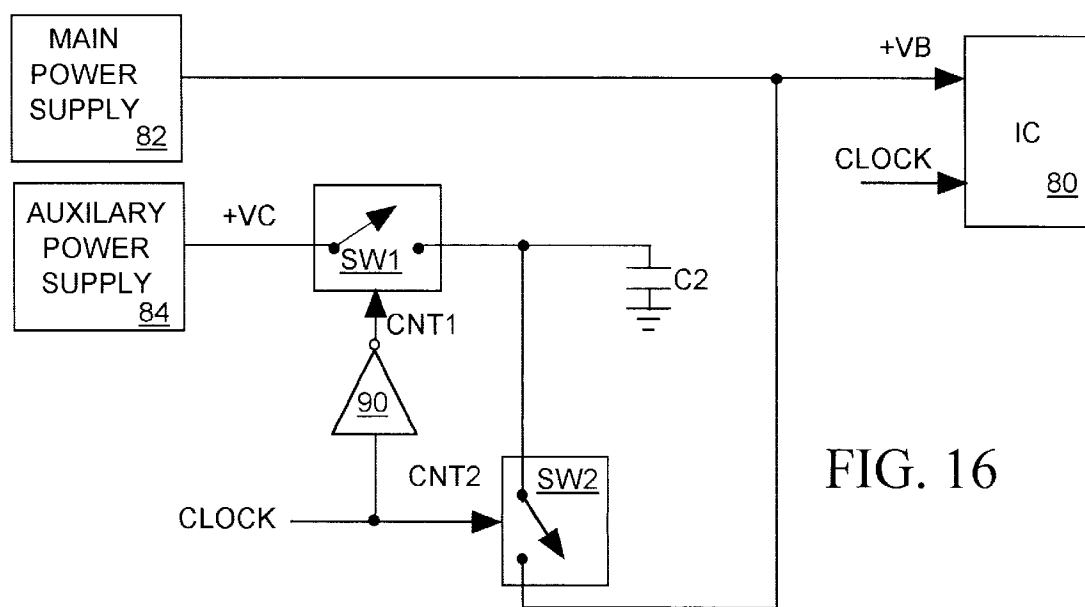 MAIN
POWER
SUPPLY
82
+VB
IC
80
CLOCK
AUXILARY
POWER
SUPPLY
84
+VC
SW1
C2
CNT1
90
CNT2
SW2
CLOCK
FIG. 16